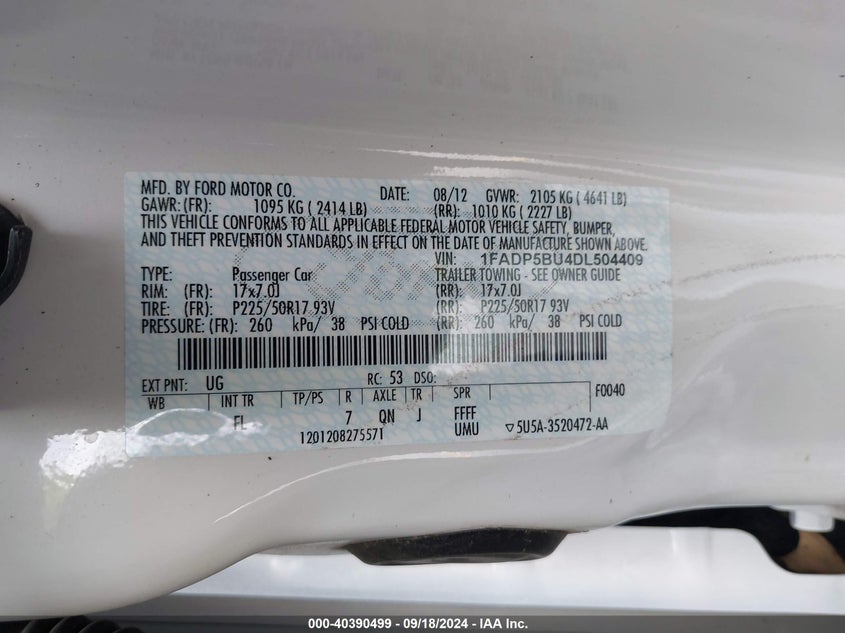 MFD. BY FORD MOTOR CO. DATE: 08/12 GVWR: 2105 KG ( 4641 LB)
GAWR: (FR): 1095 KG ( 2414 LB) (RR): 1010 KG ( 2227 LB)
THIS VEHICLE CONFORMS TO ALL APPLICABLE FEDERAL MOTOR VEHICLE SAFETY, BUMPER,
AND THEFT PREVENTION STANDARDS IN EFFECT ON THE DATE OF MANUFACTURE SHOWN ABOVE.
VIN: 1FADP5BU4DL504409
TYPE: Passenger Car TRAILER TOWING - SEE OWNER GUIDE
RIM: (FR): 17x7.0J (RR): 17x7.0J
TIRE: (FR): P225/50R17 93V (RR): P225/50R17 93V
PRESSURE: (FR): 260 kPa/ 38 PSI COLD (RR): 260 kPa/ 38 PSI COLD
EXT PNT: UG RC: 53 DSO:
WB INT TR TP/PS R AXLE TR SPR F0040
FL 7 QN J FFFF
1201208275571 UMU ▽5U5A-3520472-AA
000-40390499 - 09/18/2024 - IAA Inc.